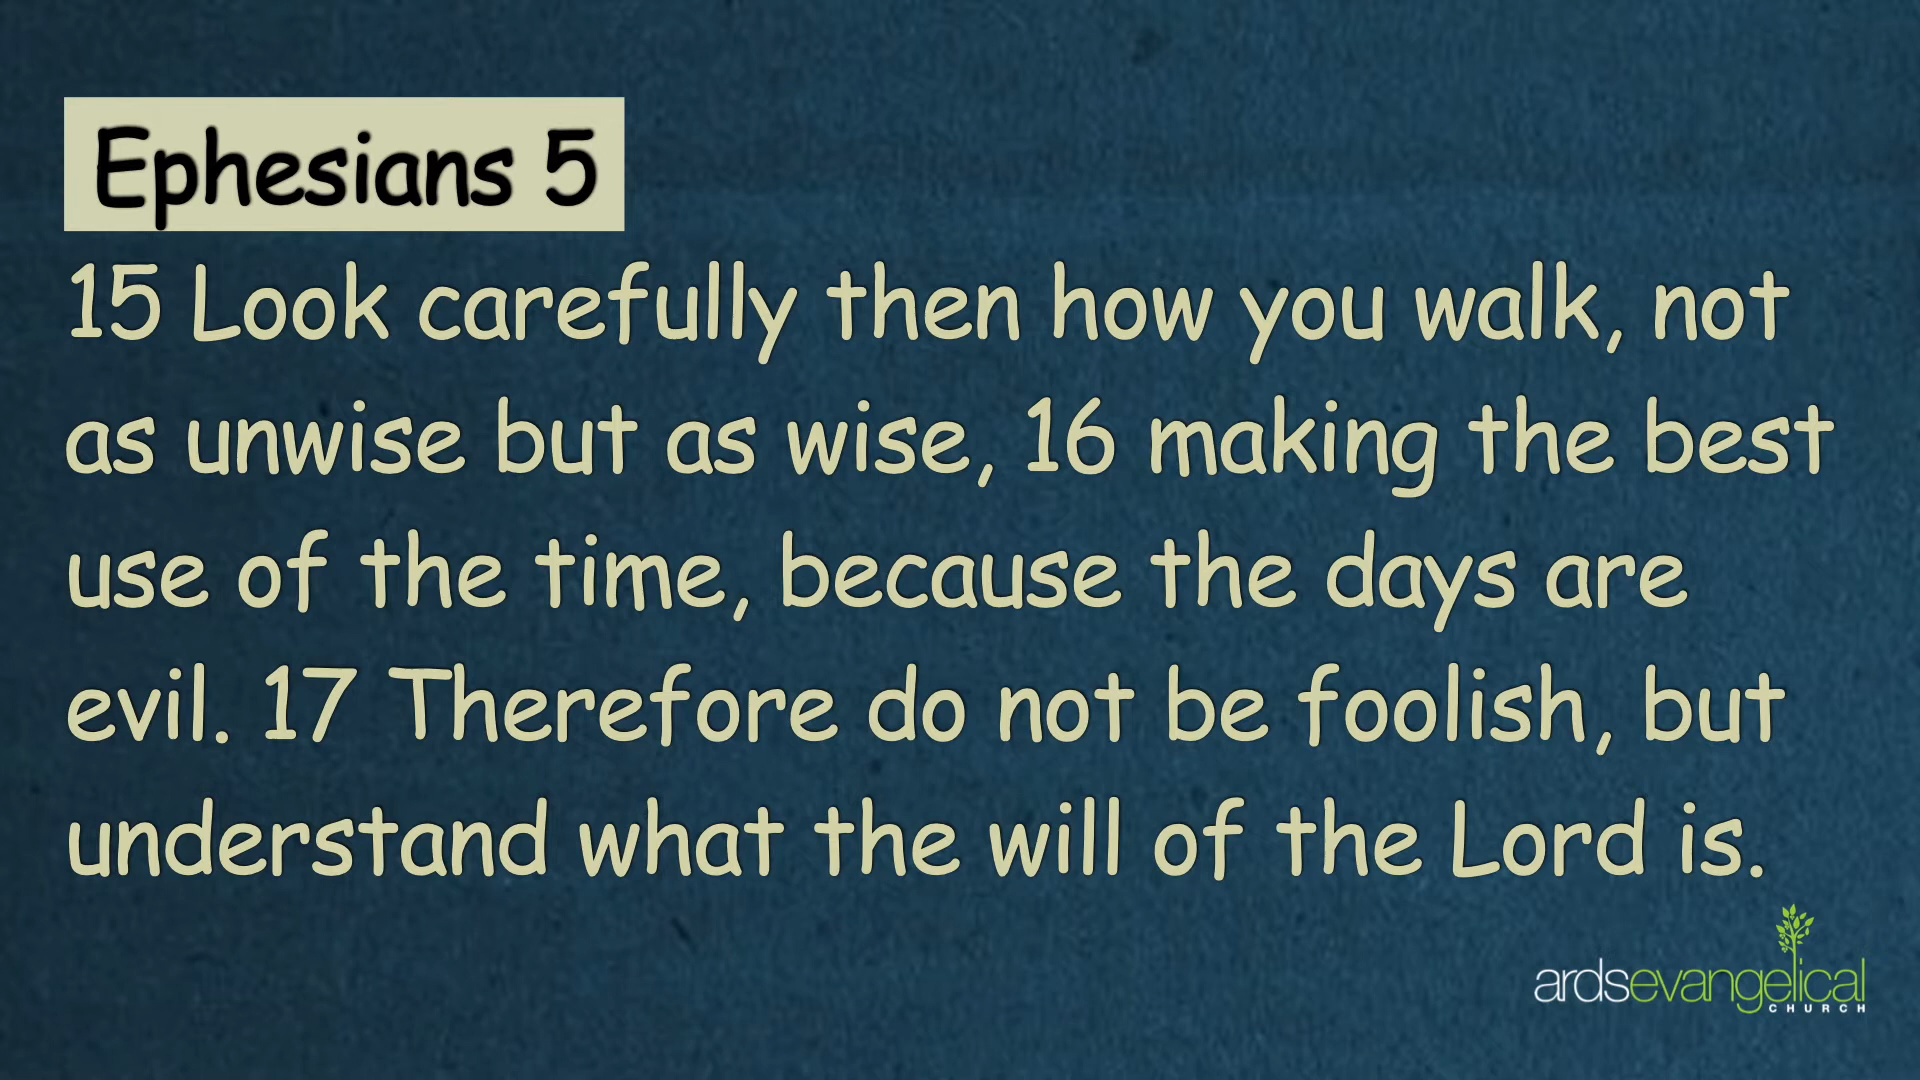 Ephesians 5
15 Look carefully then how you walk, not
as unwise but as wise, 16 making the best
use of the time, because the days are
evil. 17 Therefore do not be foolish, but
understand what the will of the Lord is.
ardsevangelical
CHURCH